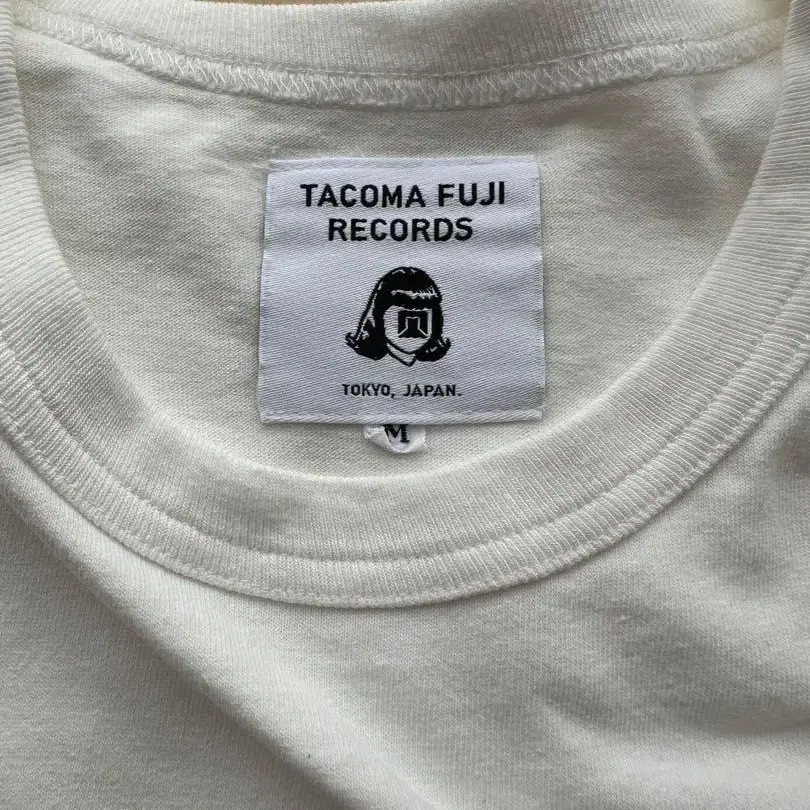 TACOMA FUJI
RECORDS
TOKYO, JAPAN.
M